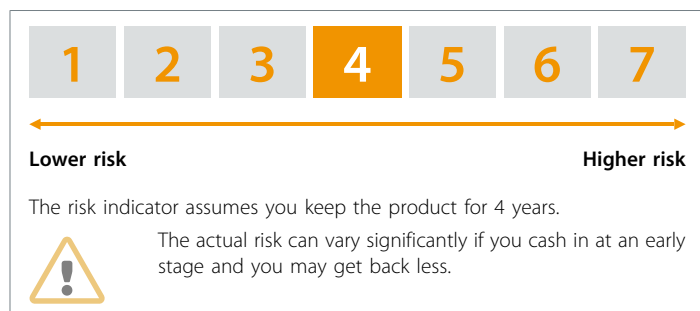 1 2 3 4 5 6 7
Lower risk Higher risk
The risk indicator assumes you keep the product for 4 years.
The actual risk can vary significantly if you cash in at an early
stage and you may get back less.